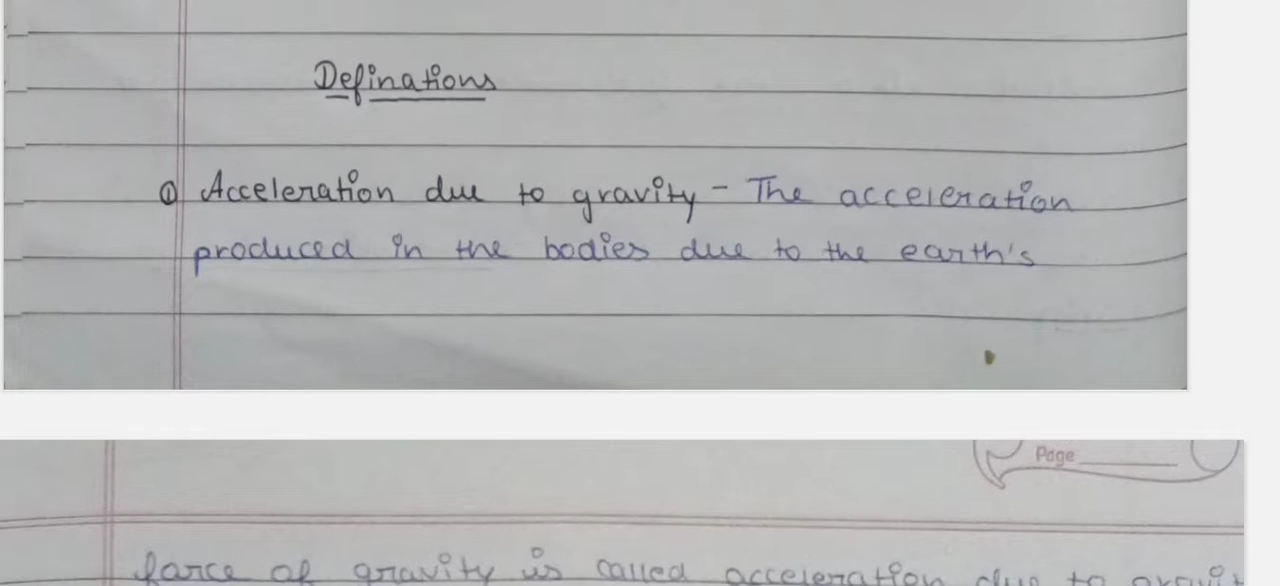 Definations
① Acceleration due to gravity - The acceleration
produced in the bodies due to the earth's
Page
force of gravity is called acceleration due to